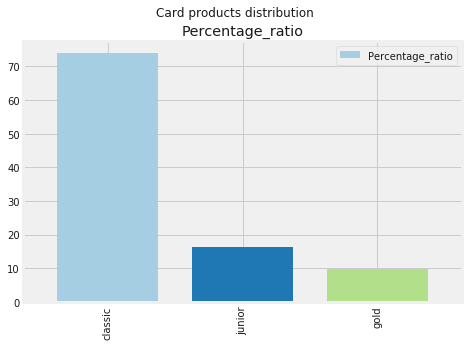 Card products distribution
Percentage_ratio
Percentage_ratio
70
60
50
40
30
20
10
0
classic
junior
gold